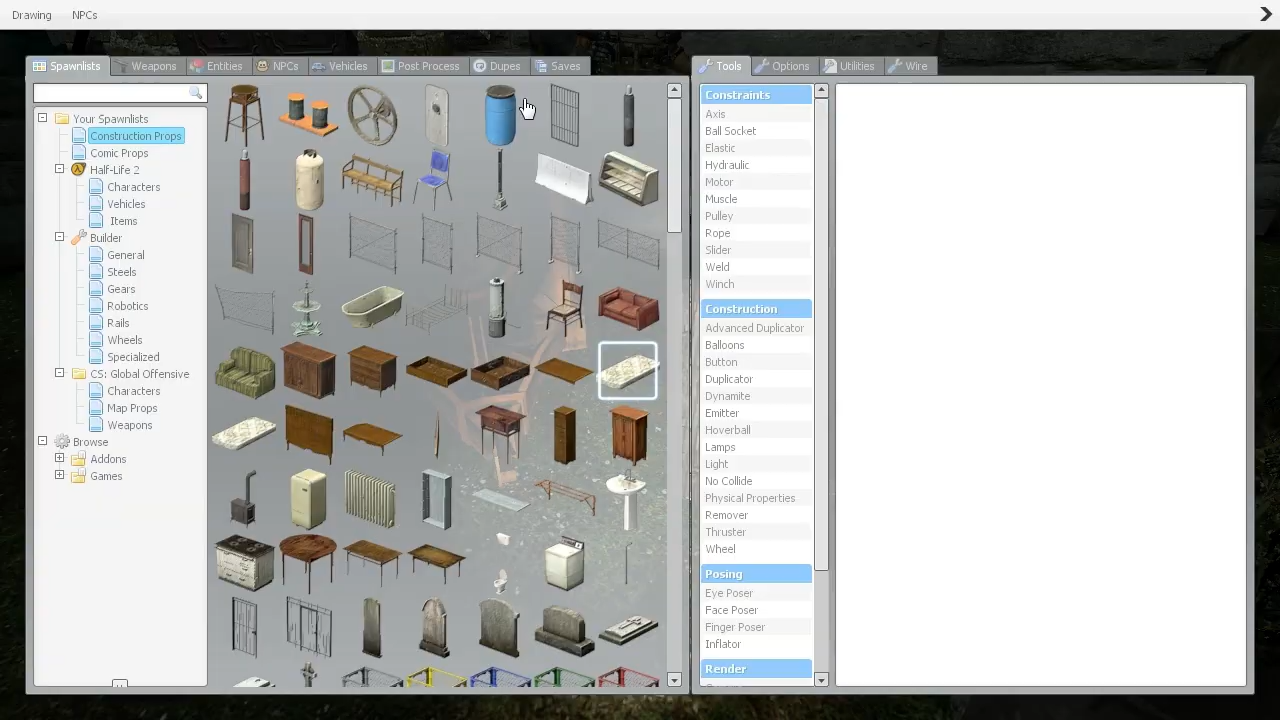 Drawing NPCs
Spawnlists Weapons Entities NPCs Vehicles Post Process Dupes Saves
Your Spawnlists
Construction Props
Comic Props
Half-Life 2
Characters
Vehicles
Items
Builder
General
Steels
Gears
Robotics
Rails
Wheels
Specialized
CS: Global Offensive
Characters
Map Props
Weapons
Browse
Addons
Games
Tools Options Utilities Wire
Constraints
Axis
Ball Socket
Elastic
Hydraulic
Motor
Muscle
Pulley
Rope
Slider
Weld
Winch
Construction
Advanced Duplicator
Balloons
Button
Duplicator
Dynamite
Emitter
Hoverball
Lamps
Light
No Collide
Physical Properties
Remover
Thruster
Wheel
Posing
Eye Poser
Face Poser
Finger Poser
Inflator
Render